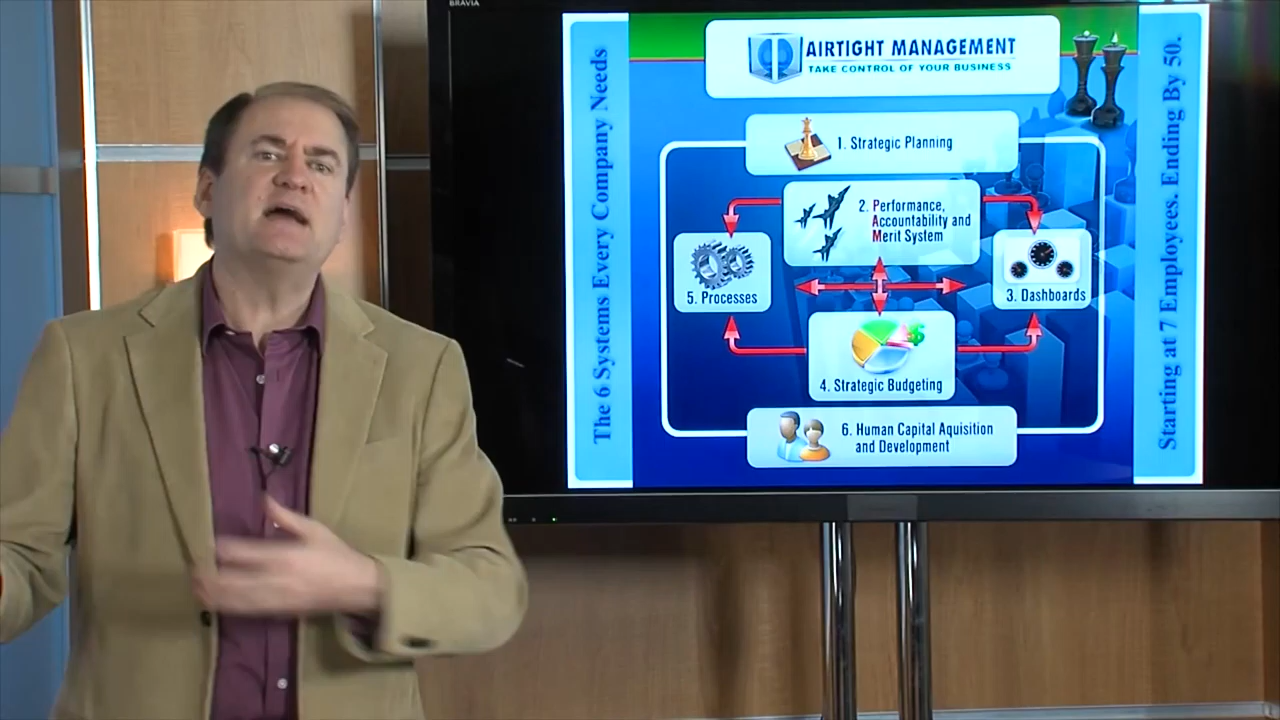 BRAVIA
The 6 Systems Every Company Needs
AIRTIGHT MANAGEMENT
TAKE CONTROL OF YOUR BUSINESS
1. Strategic Planning
2. Performance,
Accountability and
Merit System
5. Processes
3. Dashboards
4. Strategic Budgeting
6. Human Capital Aquisition
and Development
Starting at 7 Employees. Ending By 50.